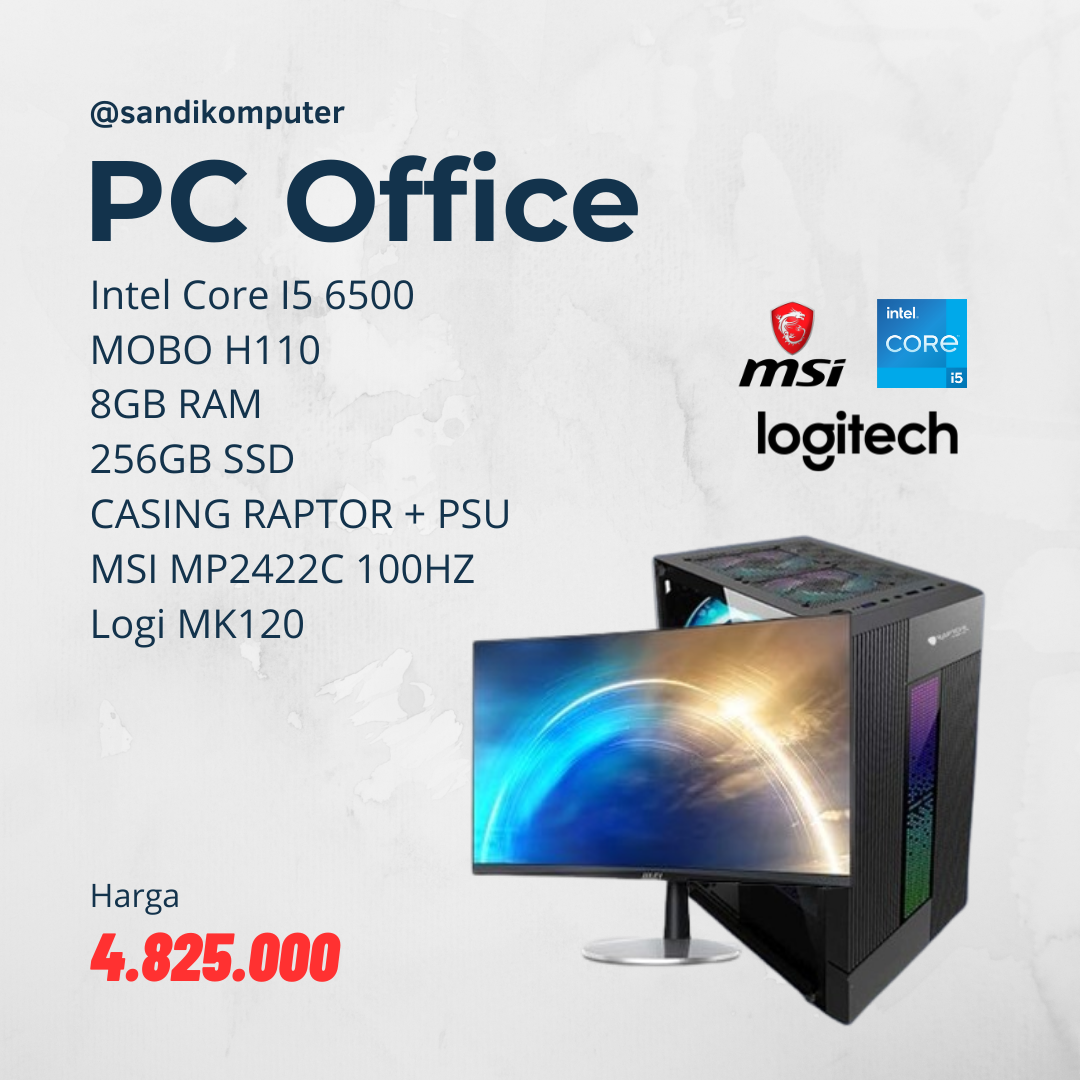 @sandikomputer
PC Office
Intel Core I5 6500
MOBO H110
8GB RAM
256GB SSD
CASING RAPTOR + PSU
MSI MP2422C 100HZ
Logi MK120
msi
intel.
CORE
i5
logitech
msi
Harga
4.825.000